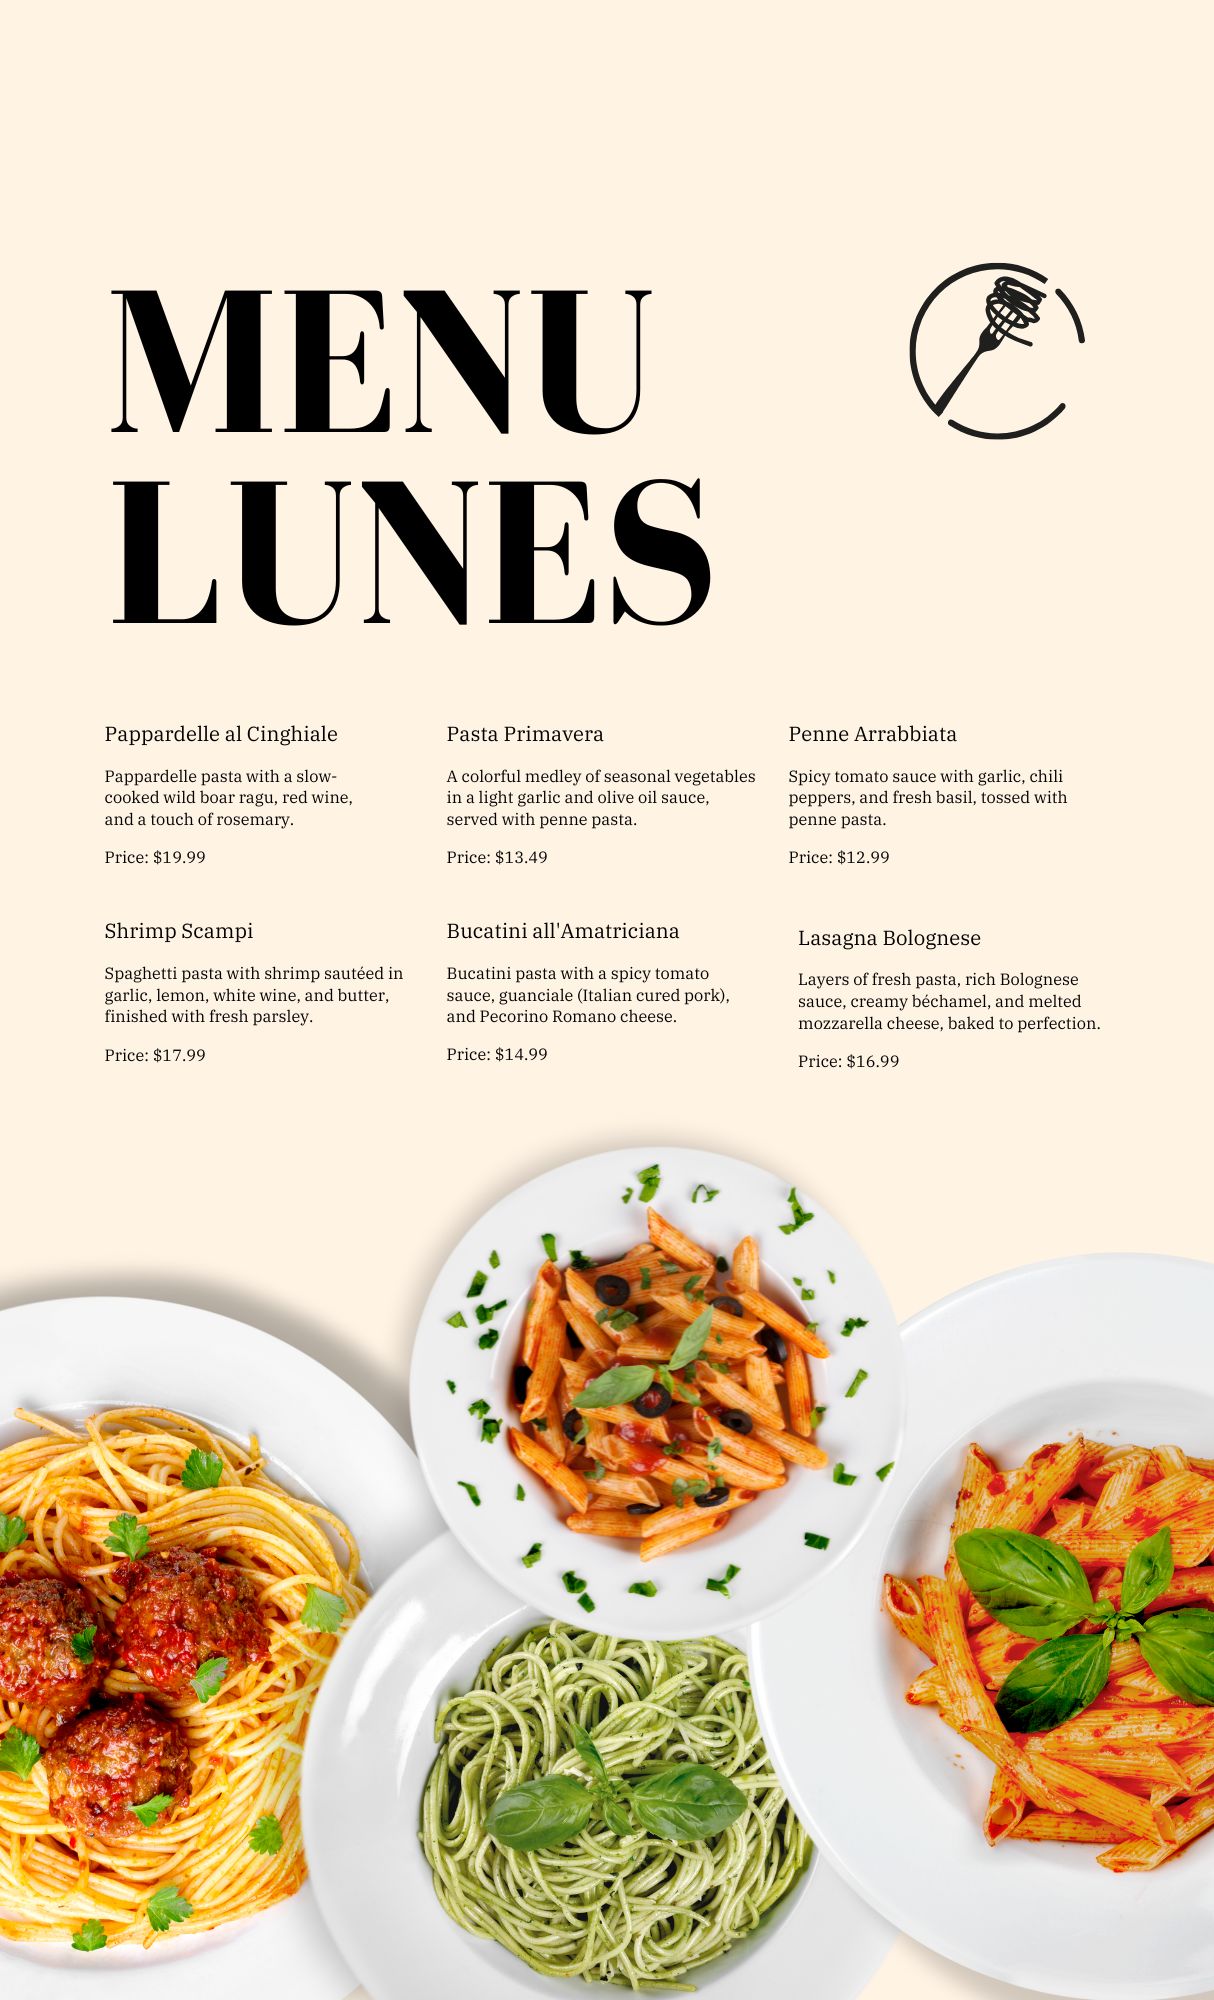 MENU
LUNES
Pappardelle al Cinghiale
Pappardelle pasta with a slow-
cooked wild boar ragu, red wine,
and a touch of rosemary.
Price: $19.99
Pasta Primavera
A colorful medley of seasonal vegetables
in a light garlic and olive oil sauce,
served with penne pasta.
Price: $13.49
Penne Arrabbiata
Spicy tomato sauce with garlic, chili
peppers, and fresh basil, tossed with
penne pasta.
Price: $12.99
Shrimp Scampi
Spaghetti pasta with shrimp sautéed in
garlic, lemon, white wine, and butter,
finished with fresh parsley.
Price: $17.99
Bucatini all'Amatriciana
Bucatini pasta with a spicy tomato
sauce, guanciale (Italian cured pork),
and Pecorino Romano cheese.
Price: $14.99
Lasagna Bolognese
Layers of fresh pasta, rich Bolognese
sauce, creamy béchamel, and melted
mozzarella cheese, baked to perfection.
Price: $16.99